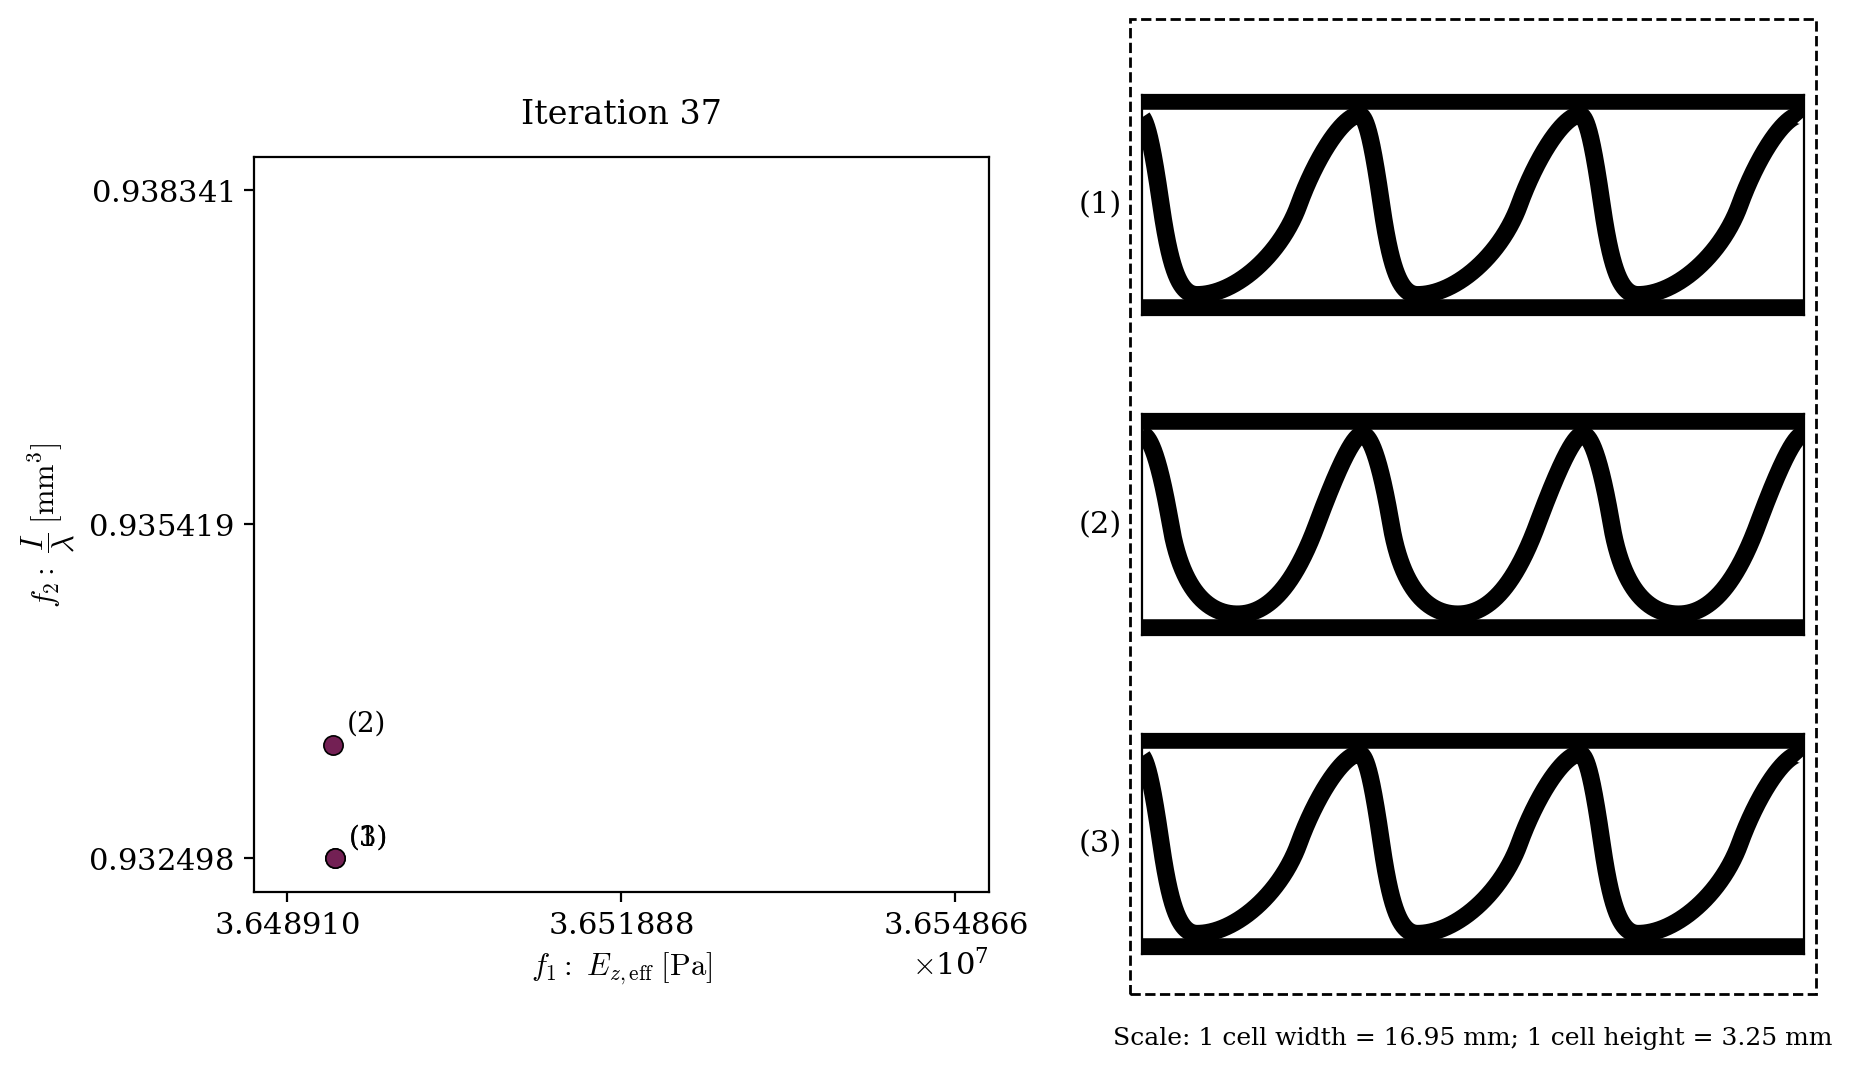 Iteration 37
0.938341
0.935419
0.932498
f₂ : I/λ [mm³]
(2)
(1)
(3)
3.648910 3.651888 3.654866
×10⁷
f₁ : E_z,eff [Pa]
(1)
(2)
(3)
Scale: 1 cell width = 16.95 mm; 1 cell height = 3.25 mm